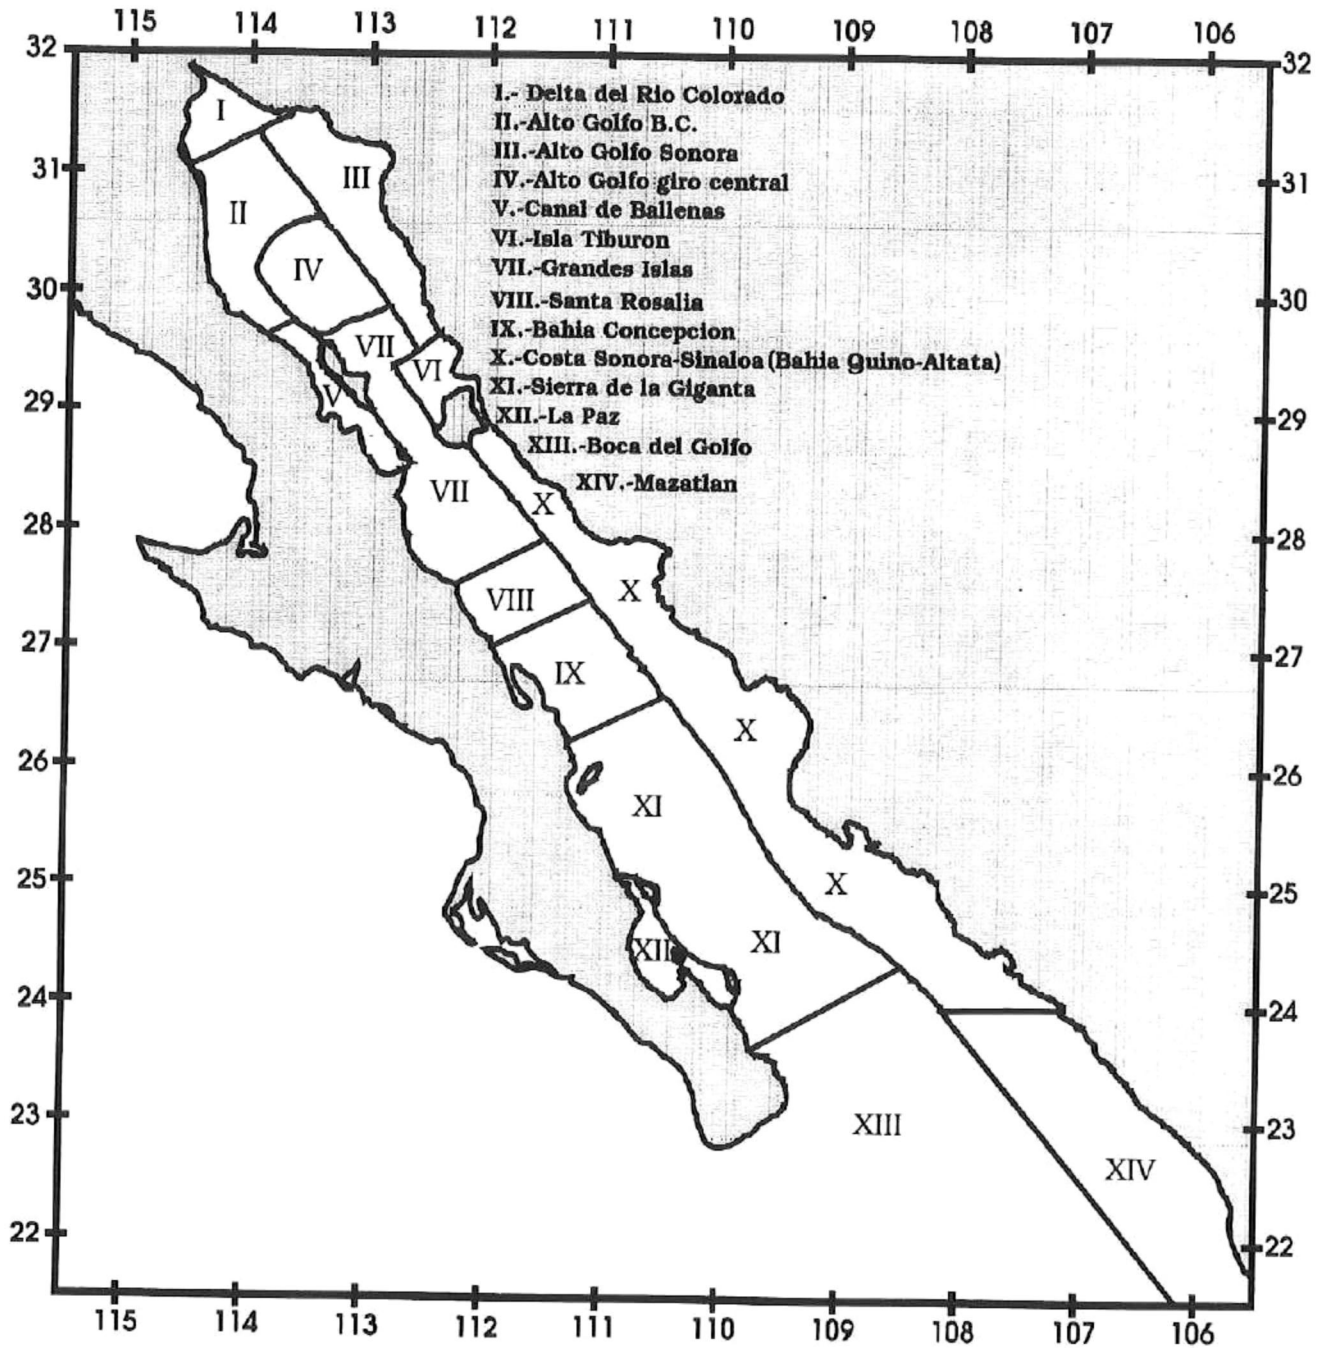 115 114 113 112 111 110 109 108 107 106
32 32
I.- Delta del Rio Colorado
I
II.-Alto Golfo B.C.
III.-Alto Golfo Sonora
31 III IV.-Alto Golfo giro central 31
II V.-Canal de Ballenas
VI.-Isla Tiburon
IV VII.-Grandes Islas
30 VIII.-Santa Rosalia 30
IX.-Bahia Concepcion
VII X.-Costa Sonora-Sinaloa (Bahia Quino-Altata)
VI XI.-Sierra de la Giganta
V
29 XII.-La Paz 29
XIII.-Boca del Golfo
VII XIV.-Mazatlan
X
28 28
VIII X
27 27
IX
X
26 26
XI
25 X 25
XII XI
24 24
23 XIII 23
XIV
22 22
115 114 113 112 111 110 109 108 107 106